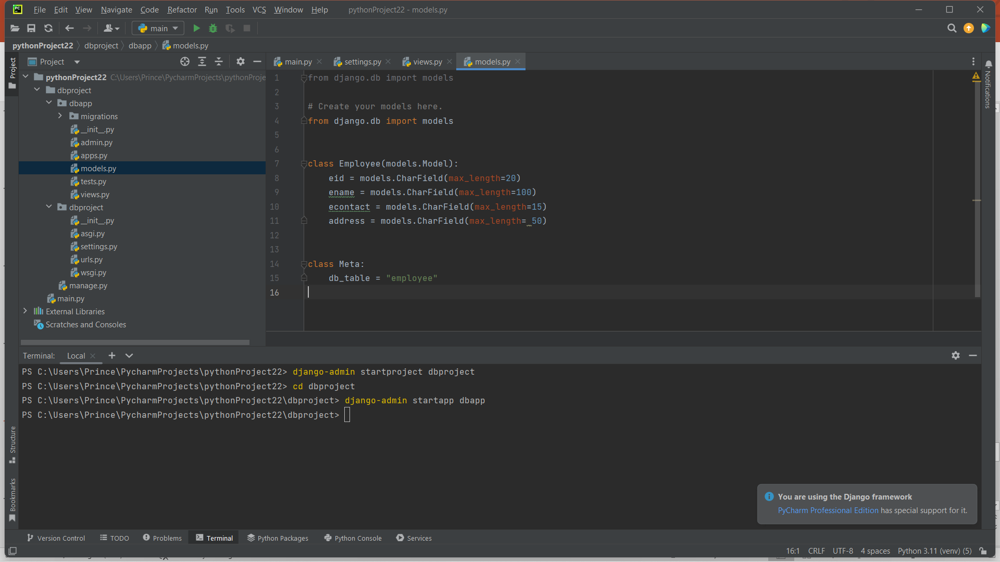 File Edit View Navigate Code Refactor Run Tools VCS Window Help pythonProject22 - models.py
main
pythonProject22 dbproject dbapp models.py
Project
Project
main.py settings.py views.py models.py
Notifications
pythonProject22 C:\Users\Prince\PycharmProjects\pythonProje
dbproject
dbapp
migrations
__init__.py
admin.py
apps.py
models.py
tests.py
views.py
dbproject
__init__.py
asgi.py
settings.py
urls.py
wsgi.py
manage.py
main.py
External Libraries
Scratches and Consoles
1 from django.db import models
2
3 # Create your models here.
4 from django.db import models
5
6
7 class Employee(models.Model):
8 eid = models.CharField(max_length=20)
9 ename = models.CharField(max_length=100)
10 econtact = models.CharField(max_length=15)
11 address = models.CharField(max_length= 50)
12
13
14 class Meta:
15 db_table = "employee"
16
Terminal: Local
PS C:\Users\Prince\PycharmProjects\pythonProject22> django-admin startproject dbproject
PS C:\Users\Prince\PycharmProjects\pythonProject22> cd dbproject
PS C:\Users\Prince\PycharmProjects\pythonProject22\dbproject> django-admin startapp dbapp
PS C:\Users\Prince\PycharmProjects\pythonProject22\dbproject>
Structure
Bookmarks
You are using the Django framework
PyCharm Professional Edition has special support for it.
Version Control TODO Problems Terminal Python Packages Python Console Services
16:1 CRLF UTF-8 4 spaces Python 3.11 (venv) (5)